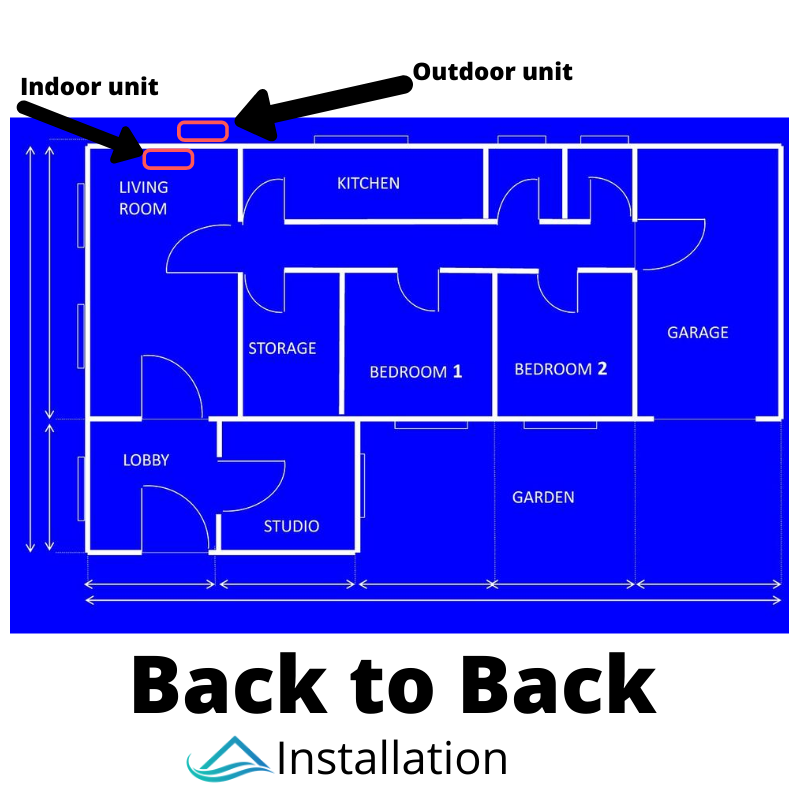 Outdoor unit
Indoor unit
LIVING
ROOM
KITCHEN
STORAGE
BEDROOM 1
BEDROOM 2
GARAGE
LOBBY
STUDIO
GARDEN
Back to Back
Installation